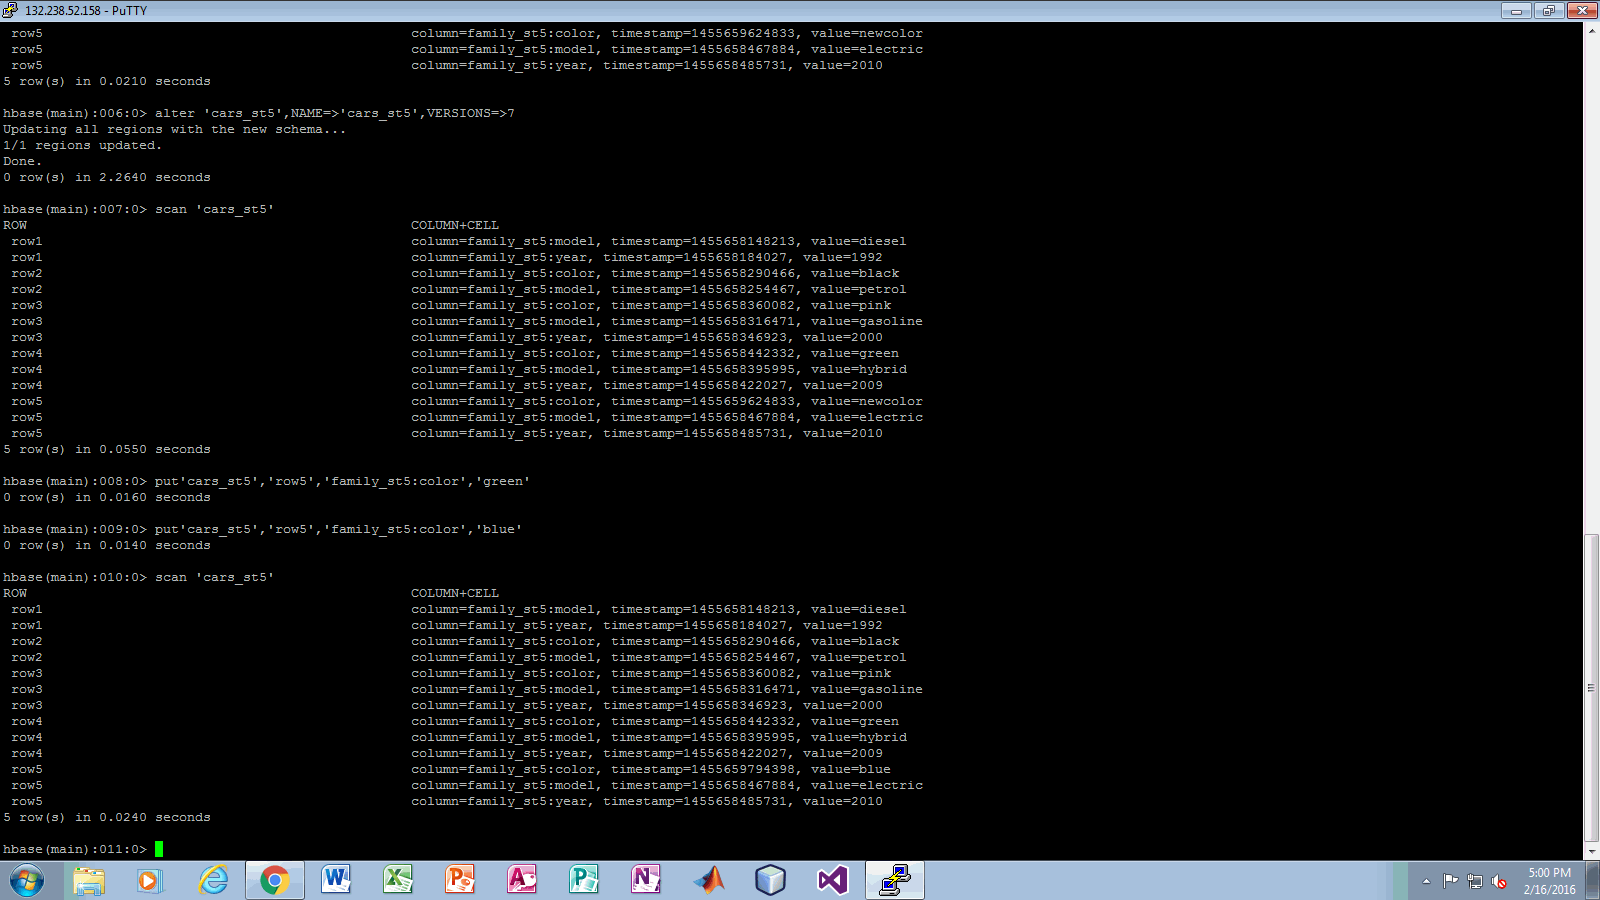 132.238.52.158 - PuTTY
row5 column=family_st5:color, timestamp=1455659624833, value=newcolor
row5 column=family_st5:model, timestamp=1455658467884, value=electric
row5 column=family_st5:year, timestamp=1455658485731, value=2010
5 row(s) in 0.0210 seconds
hbase(main):006:0> alter 'cars_st5',NAME=>'cars_st5',VERSIONS=>7
Updating all regions with the new schema...
1/1 regions updated.
Done.
0 row(s) in 2.2640 seconds
hbase(main):007:0> scan 'cars_st5'
ROW COLUMN+CELL
row1 column=family_st5:model, timestamp=1455658148213, value=diesel
row1 column=family_st5:year, timestamp=1455658184027, value=1992
row2 column=family_st5:color, timestamp=1455658290466, value=black
row2 column=family_st5:model, timestamp=1455658254467, value=petrol
row3 column=family_st5:color, timestamp=1455658360082, value=pink
row3 column=family_st5:model, timestamp=1455658316471, value=gasoline
row3 column=family_st5:year, timestamp=1455658346923, value=2000
row4 column=family_st5:color, timestamp=1455658442332, value=green
row4 column=family_st5:model, timestamp=1455658395995, value=hybrid
row4 column=family_st5:year, timestamp=1455658422027, value=2009
row5 column=family_st5:color, timestamp=1455659624833, value=newcolor
row5 column=family_st5:model, timestamp=1455658467884, value=electric
row5 column=family_st5:year, timestamp=1455658485731, value=2010
5 row(s) in 0.0550 seconds
hbase(main):008:0> put'cars_st5','row5','family_st5:color','green'
0 row(s) in 0.0160 seconds
hbase(main):009:0> put'cars_st5','row5','family_st5:color','blue'
0 row(s) in 0.0140 seconds
hbase(main):010:0> scan 'cars_st5'
ROW COLUMN+CELL
row1 column=family_st5:model, timestamp=1455658148213, value=diesel
row1 column=family_st5:year, timestamp=1455658184027, value=1992
row2 column=family_st5:color, timestamp=1455658290466, value=black
row2 column=family_st5:model, timestamp=1455658254467, value=petrol
row3 column=family_st5:color, timestamp=1455658360082, value=pink
row3 column=family_st5:model, timestamp=1455658316471, value=gasoline
row3 column=family_st5:year, timestamp=1455658346923, value=2000
row4 column=family_st5:color, timestamp=1455658442332, value=green
row4 column=family_st5:model, timestamp=1455658395995, value=hybrid
row4 column=family_st5:year, timestamp=1455658422027, value=2009
row5 column=family_st5:color, timestamp=1455659794398, value=blue
row5 column=family_st5:model, timestamp=1455658467884, value=electric
row5 column=family_st5:year, timestamp=1455658485731, value=2010
5 row(s) in 0.0240 seconds
hbase(main):011:0>
5:00 PM
2/16/2016